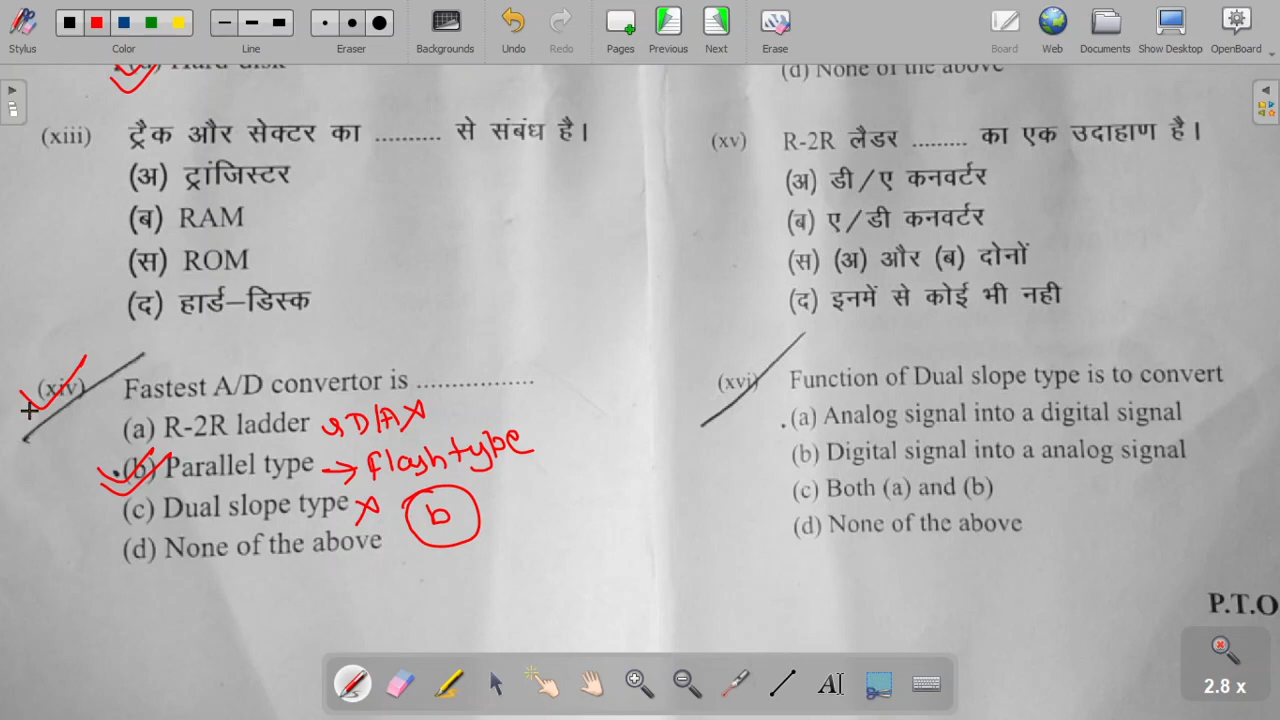 Stylus
Color
Line
Eraser
Backgrounds
Undo
Redo
Pages
Previous
Next
Erase
Board
Web
Documents
Show Desktop
OpenBoard
(d) Hard disk
(xiii) ट्रैक और सेक्टर का .......... से संबंध है।
(अ) ट्रांजिस्टर
(ब) RAM
(स) ROM
(द) हार्ड–डिस्क
(xiv) Fastest A/D convertor is .................
(a) R-2R ladder D/A
(b) Parallel type → flash type
(c) Dual slope type
b
(d) None of the above
(d) None of the above
(xv) R-2R लैडर ......... का एक उदाहाण है।
(अ) डी/ए कनवर्टर
(ब) ए/डी कनवर्टर
(स) (अ) और (ब) दोनों
(द) इनमें से कोई भी नही
(xvi) Function of Dual slope type is to convert
(a) Analog signal into a digital signal
(b) Digital signal into a analog signal
(c) Both (a) and (b)
(d) None of the above
P.T.O
2.8 x